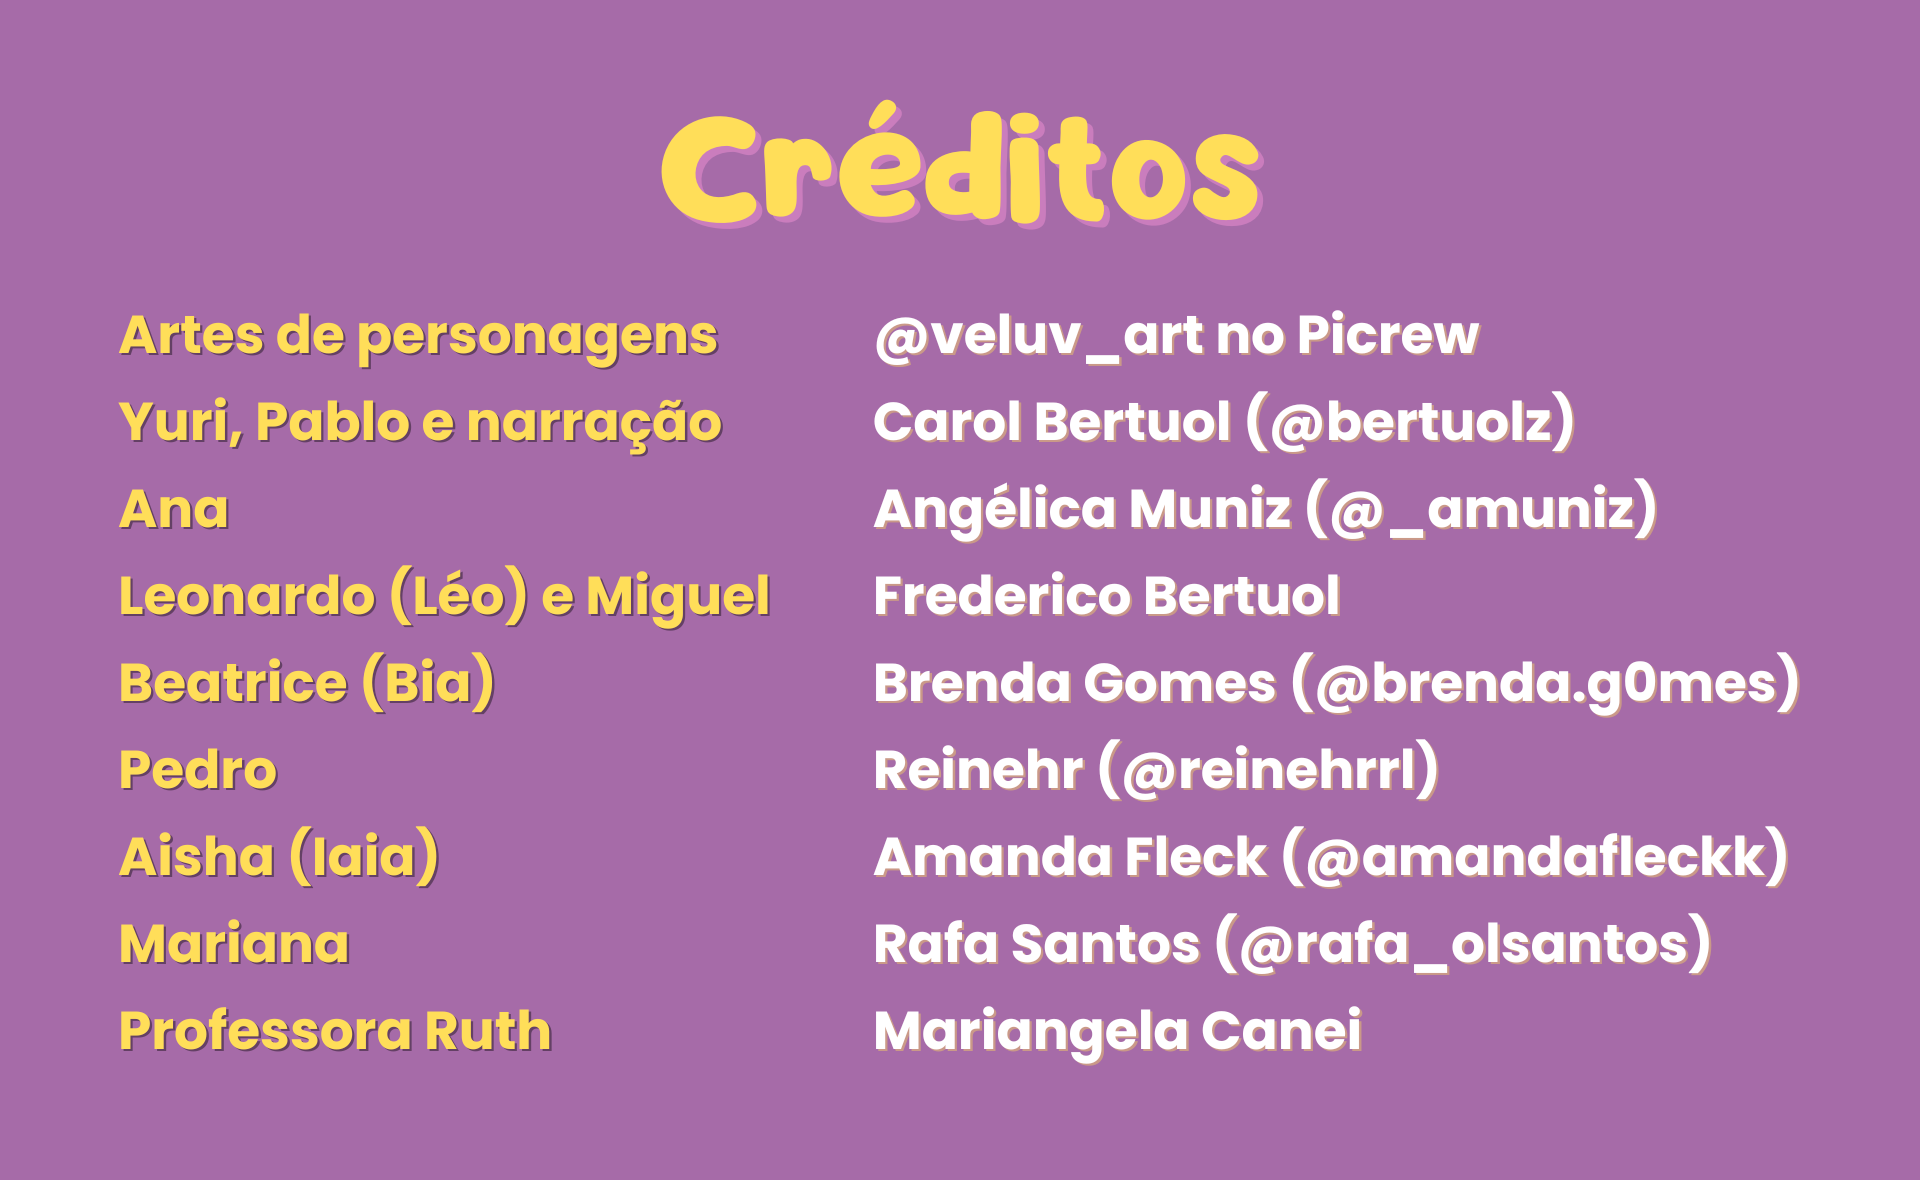 Créditos
Artes de personagens @veluv_art no Picrew
Yuri, Pablo e narração Carol Bertuol (@bertuolz)
Ana Angélica Muniz (@_amuniz)
Leonardo (Léo) e Miguel Frederico Bertuol
Beatrice (Bia) Brenda Gomes (@brenda.g0mes)
Pedro Reinehr (@reinehrrl)
Aisha (Iaia) Amanda Fleck (@amandafleckk)
Mariana Rafa Santos (@rafa_olsantos)
Professora Ruth Mariangela Canei